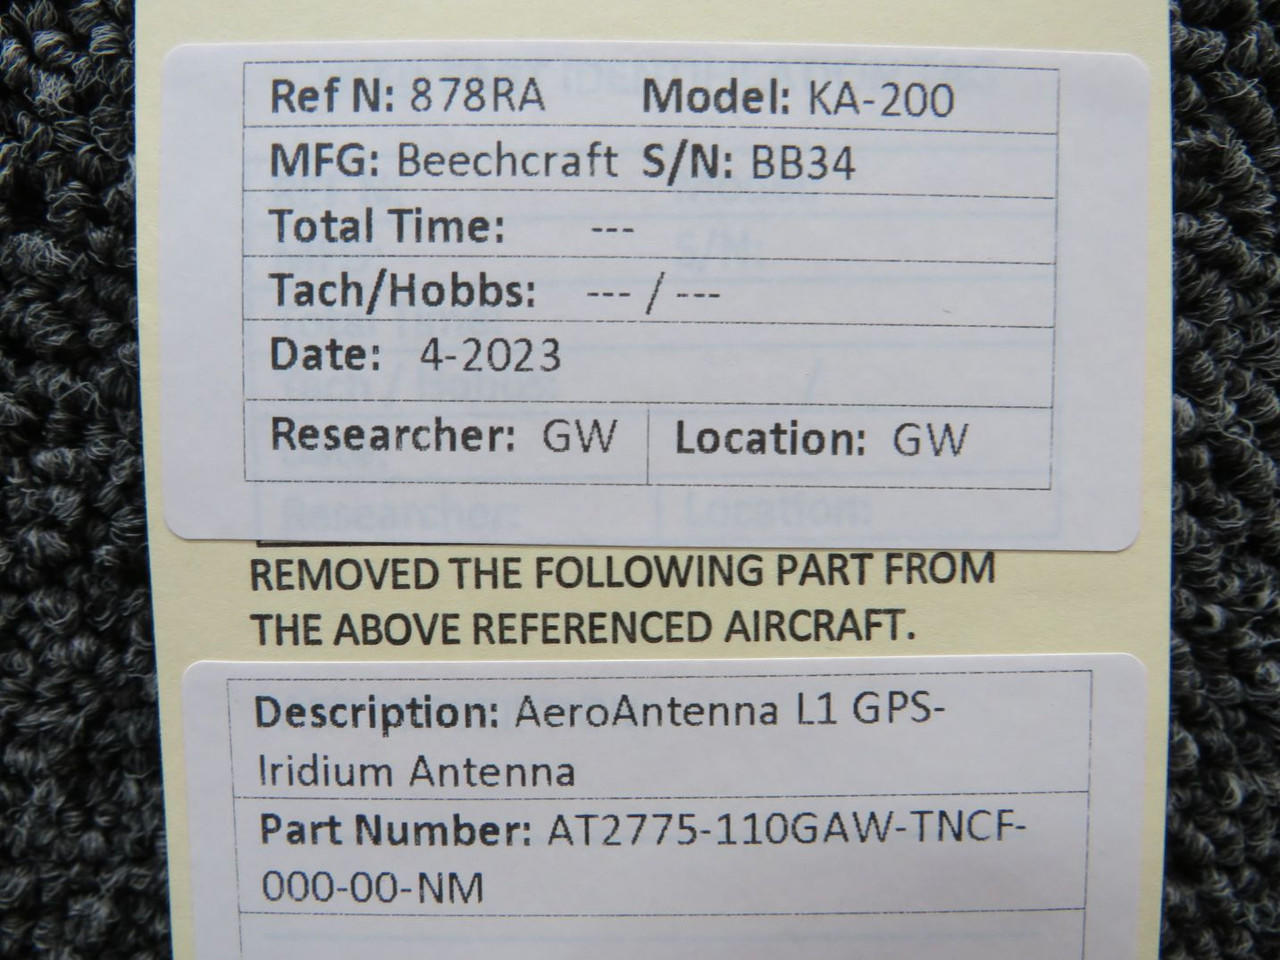 Ref N: 878RA Model: KA-200
MFG: Beechcraft S/N: BB34
Total Time: ---
Tach/Hobbs: --- / ---
Date: 4-2023
Researcher: GW Location: GW
REMOVED THE FOLLOWING PART FROM
THE ABOVE REFERENCED AIRCRAFT.
Description: AeroAntenna L1 GPS-
Iridium Antenna
Part Number: AT2775-110GAW-TNCF-
000-00-NM